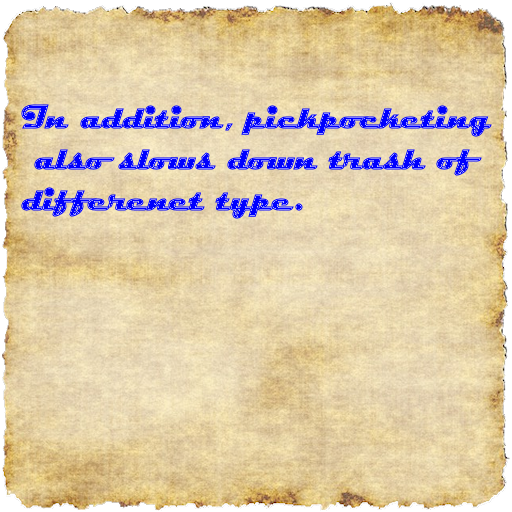 In addition, pickpocketing
also slows down trash of
differenet type.